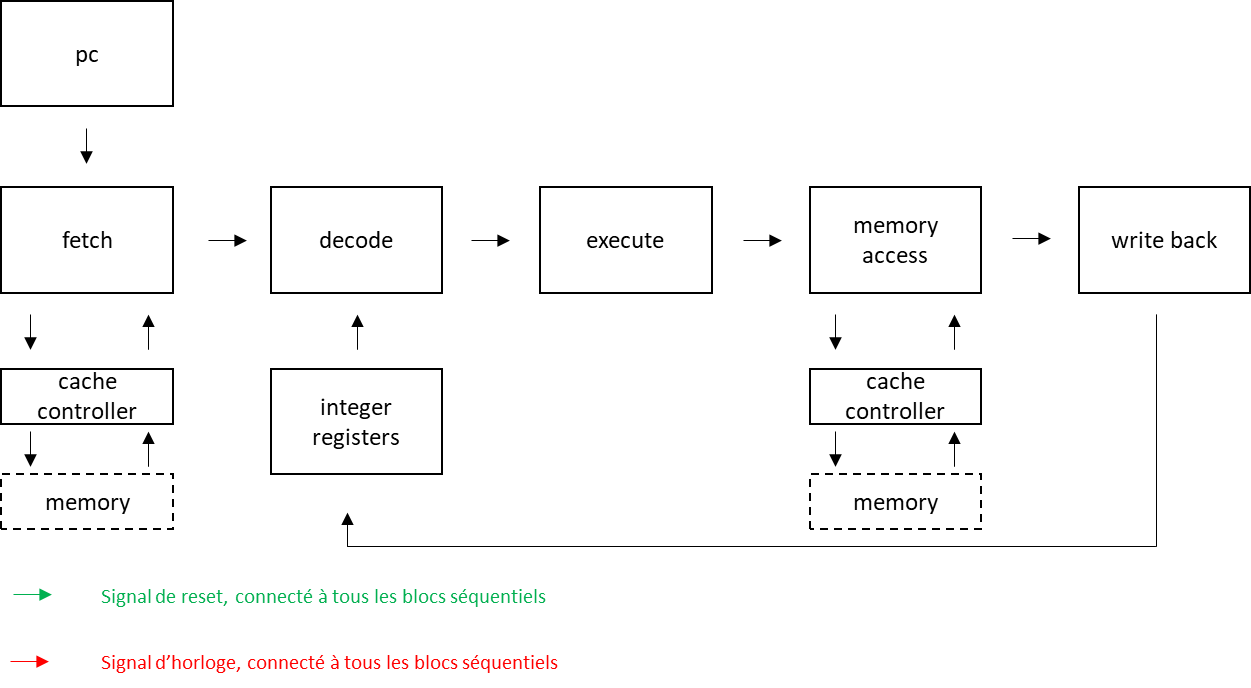 pc
fetch
decode
execute
memory
access
write back
cache
controller
integer
registers
cache
controller
memory
memory
Signal de reset, connecté à tous les blocs séquentiels
Signal d’horloge, connecté à tous les blocs séquentiels